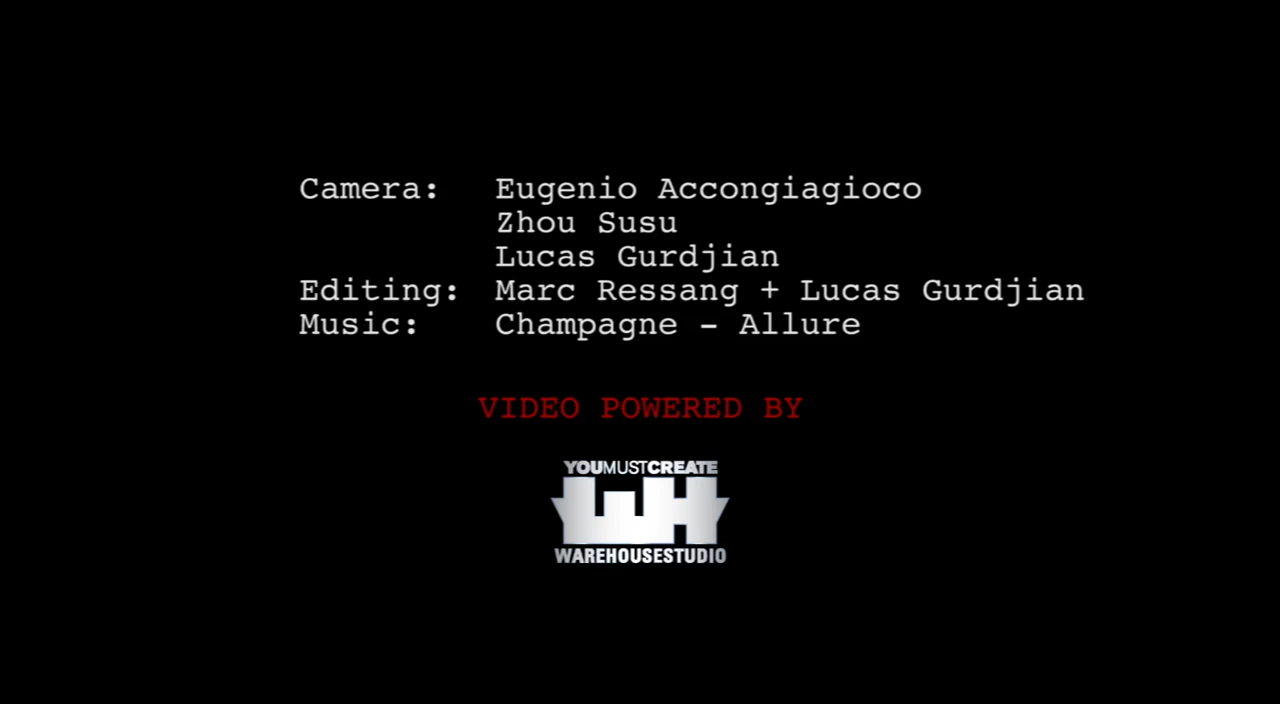 Camera: Eugenio Accongiagioco
Zhou Susu
Lucas Gurdjian
Editing: Marc Ressang + Lucas Gurdjian
Music: Champagne - Allure
VIDEO POWERED BY
YOUMUSTCREATE
WH
WAREHOUSESTUDIO